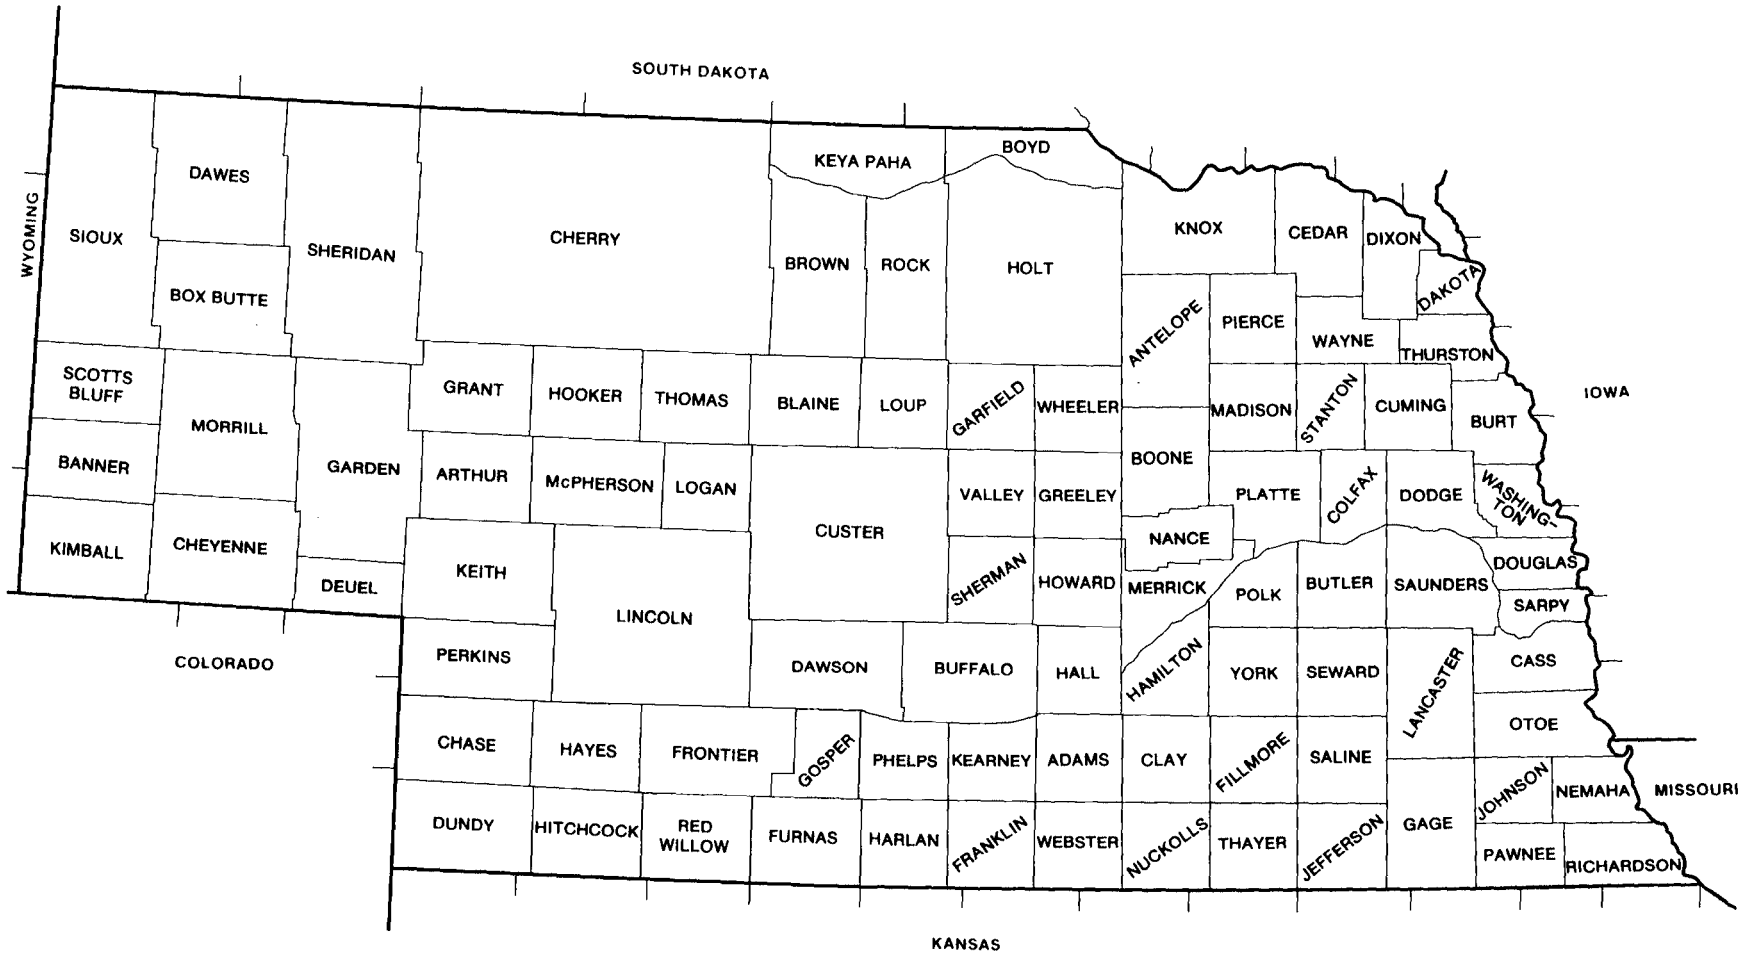 SOUTH DAKOTA
WYOMING
IOWA
COLORADO
MISSOURI
KANSAS
SIOUX
DAWES
BOX BUTTE
SHERIDAN
CHERRY
KEYA PAHA
BOYD
BROWN
ROCK
HOLT
KNOX
CEDAR
DIXON
DAKOTA
ANTELOPE
PIERCE
WAYNE
THURSTON
SCOTTS
BLUFF
MORRILL
GARDEN
GRANT
HOOKER
THOMAS
BLAINE
LOUP
GARFIELD
WHEELER
MADISON
STANTON
CUMING
BURT
BANNER
ARTHUR
McPHERSON
LOGAN
CUSTER
VALLEY
GREELEY
BOONE
PLATTE
COLFAX
DODGE
WASHING-
TON
KIMBALL
CHEYENNE
DEUEL
KEITH
LINCOLN
SHERMAN
HOWARD
NANCE
MERRICK
POLK
BUTLER
SAUNDERS
DOUGLAS
SARPY
PERKINS
DAWSON
BUFFALO
HALL
HAMILTON
YORK
SEWARD
LANCASTER
CASS
OTOE
CHASE
HAYES
FRONTIER
GOSPER
PHELPS
KEARNEY
ADAMS
CLAY
FILLMORE
SALINE
JOHNSON
NEMAHA
DUNDY
HITCHCOCK
RED
WILLOW
FURNAS
HARLAN
FRANKLIN
WEBSTER
NUCKOLLS
THAYER
JEFFERSON
GAGE
PAWNEE
RICHARDSON